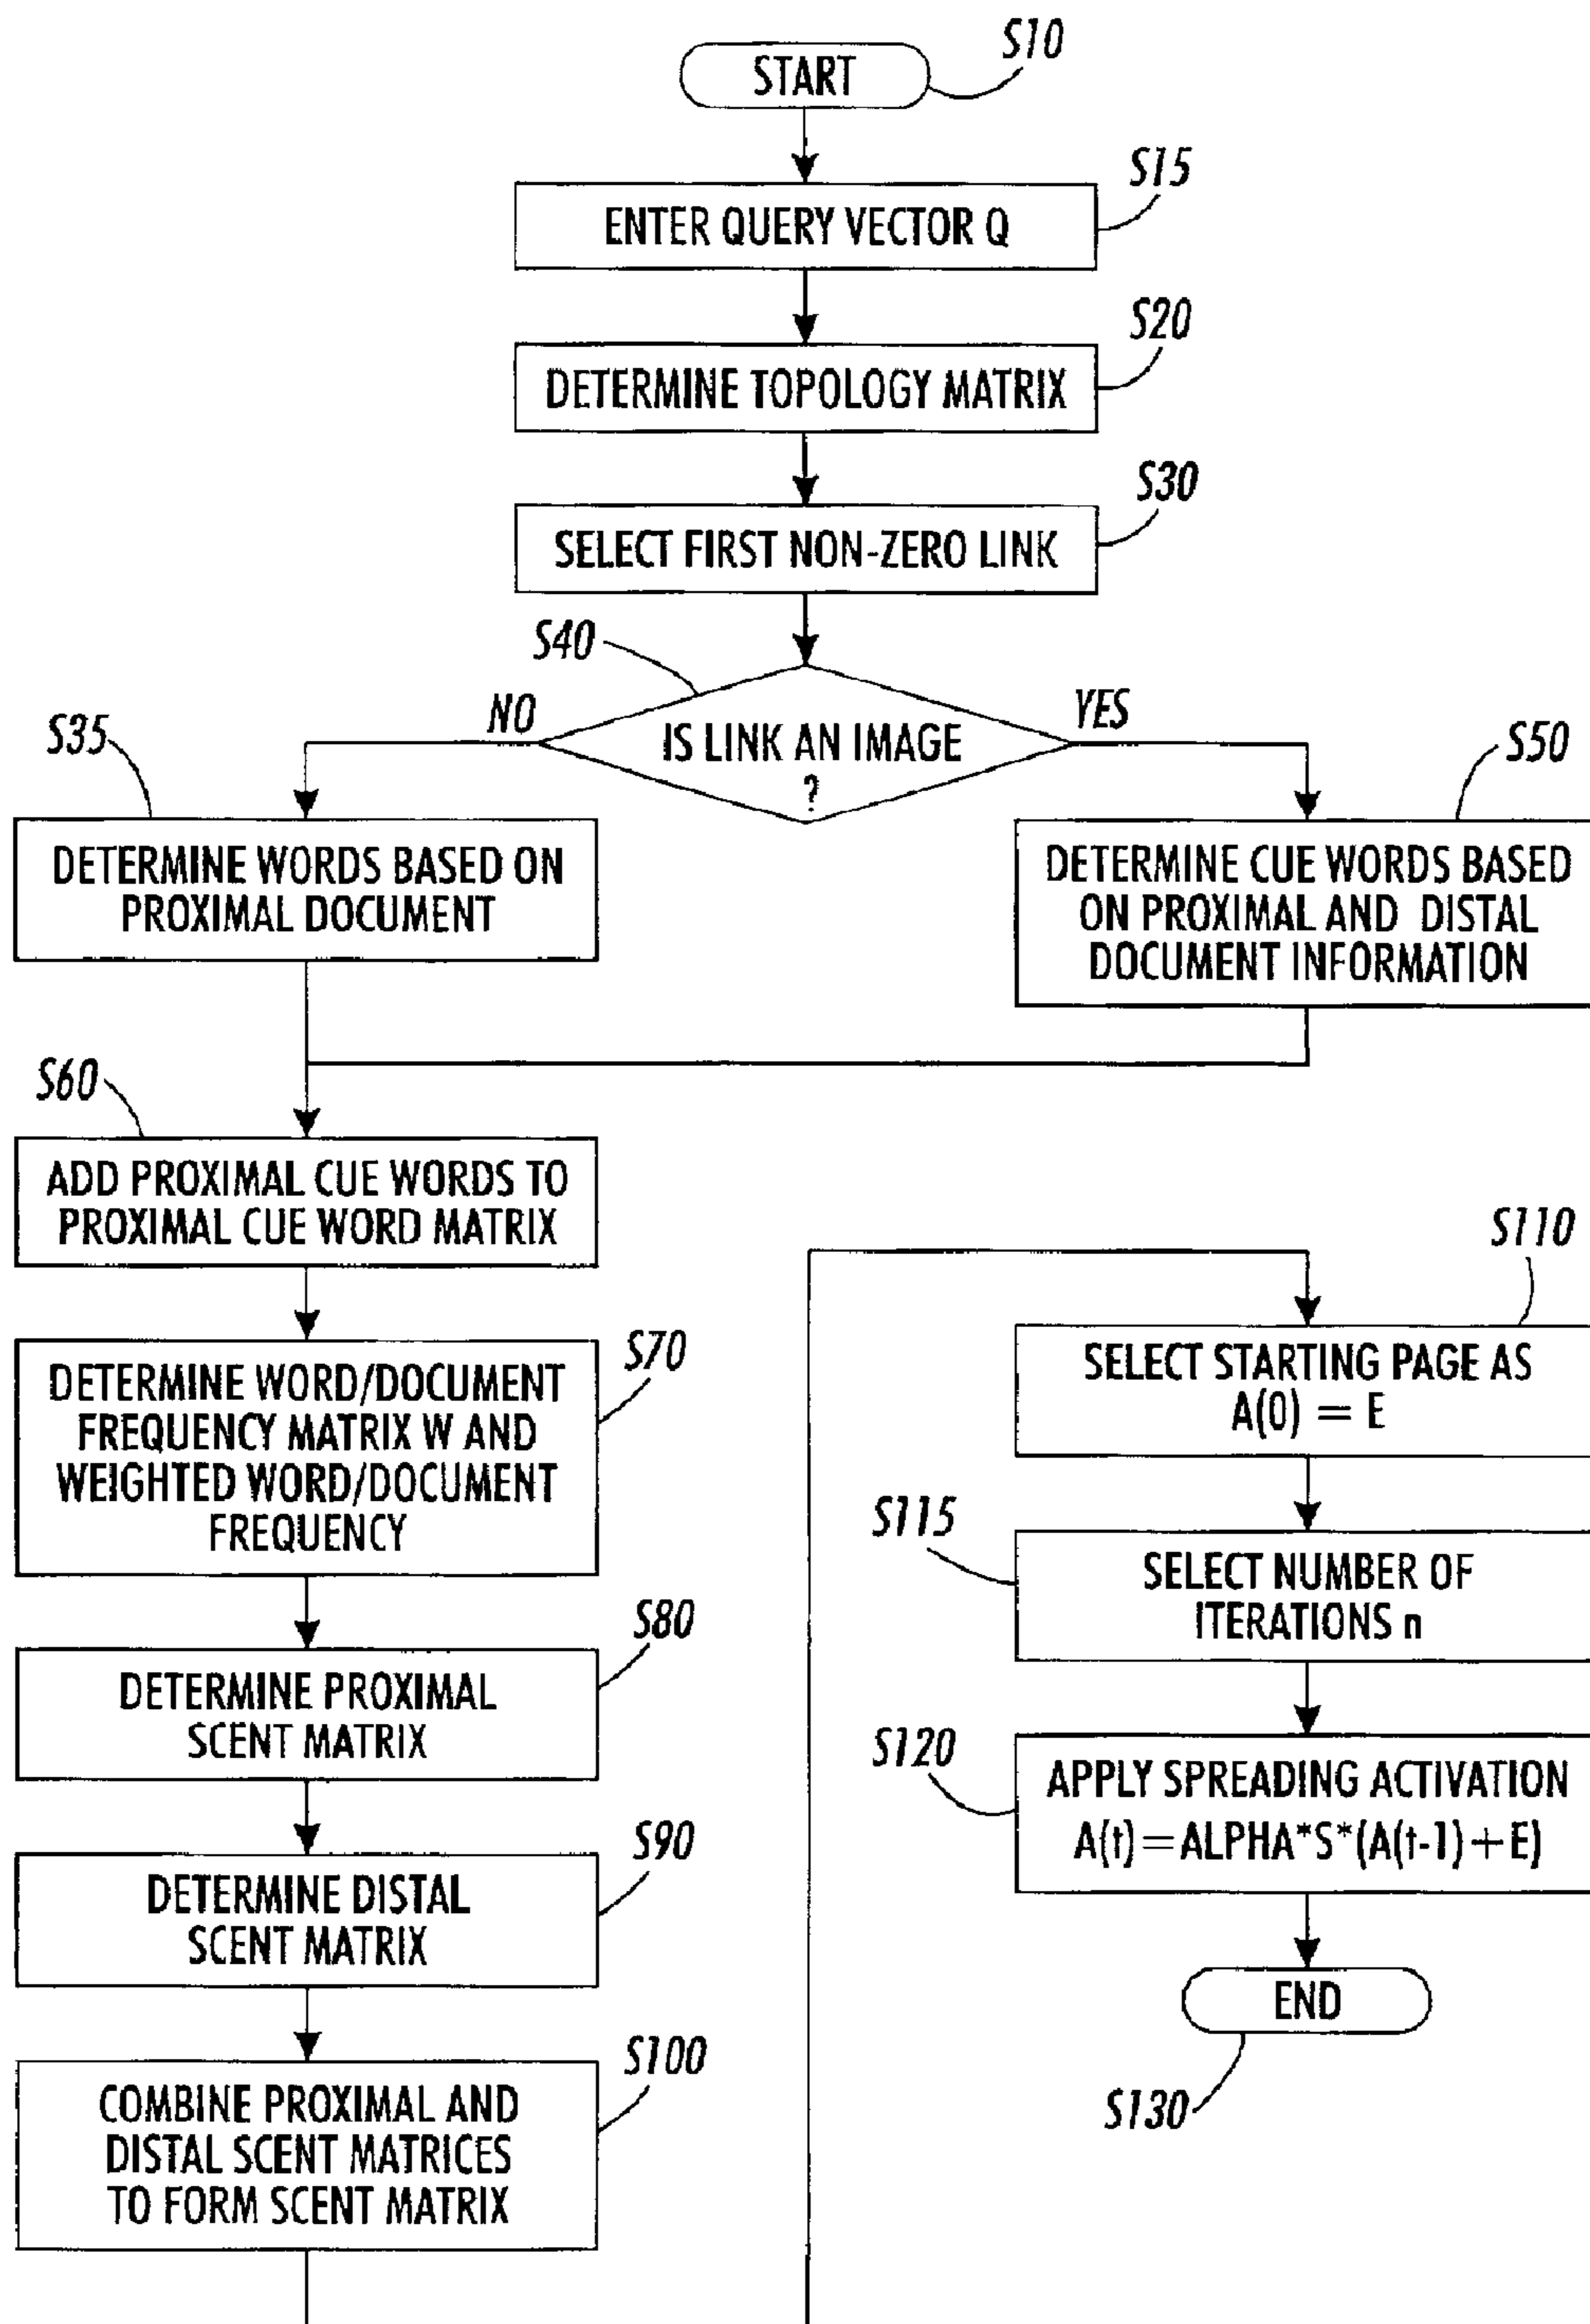 START
S10
ENTER QUERY VECTOR Q
S15
DETERMINE TOPOLOGY MATRIX
S20
SELECT FIRST NON-ZERO LINK
S30
S40
NO
IS LINK AN IMAGE
?
YES
S35
DETERMINE WORDS BASED ON
PROXIMAL DOCUMENT
S50
DETERMINE CUE WORDS BASED
ON PROXIMAL AND DISTAL
DOCUMENT INFORMATION
S60
ADD PROXIMAL CUE WORDS TO
PROXIMAL CUE WORD MATRIX
S70
DETERMINE WORD/DOCUMENT
FREQUENCY MATRIX W AND
WEIGHTED WORD/DOCUMENT
FREQUENCY
S80
DETERMINE PROXIMAL
SCENT MATRIX
S90
DETERMINE DISTAL
SCENT MATRIX
S100
COMBINE PROXIMAL AND
DISTAL SCENT MATRICES
TO FORM SCENT MATRIX
S110
SELECT STARTING PAGE AS
A(0) = E
S115
SELECT NUMBER OF
ITERATIONS n
S120
APPLY SPREADING ACTIVATION
A(t)=ALPHA*S*(A(t-1)+E)
END
S130